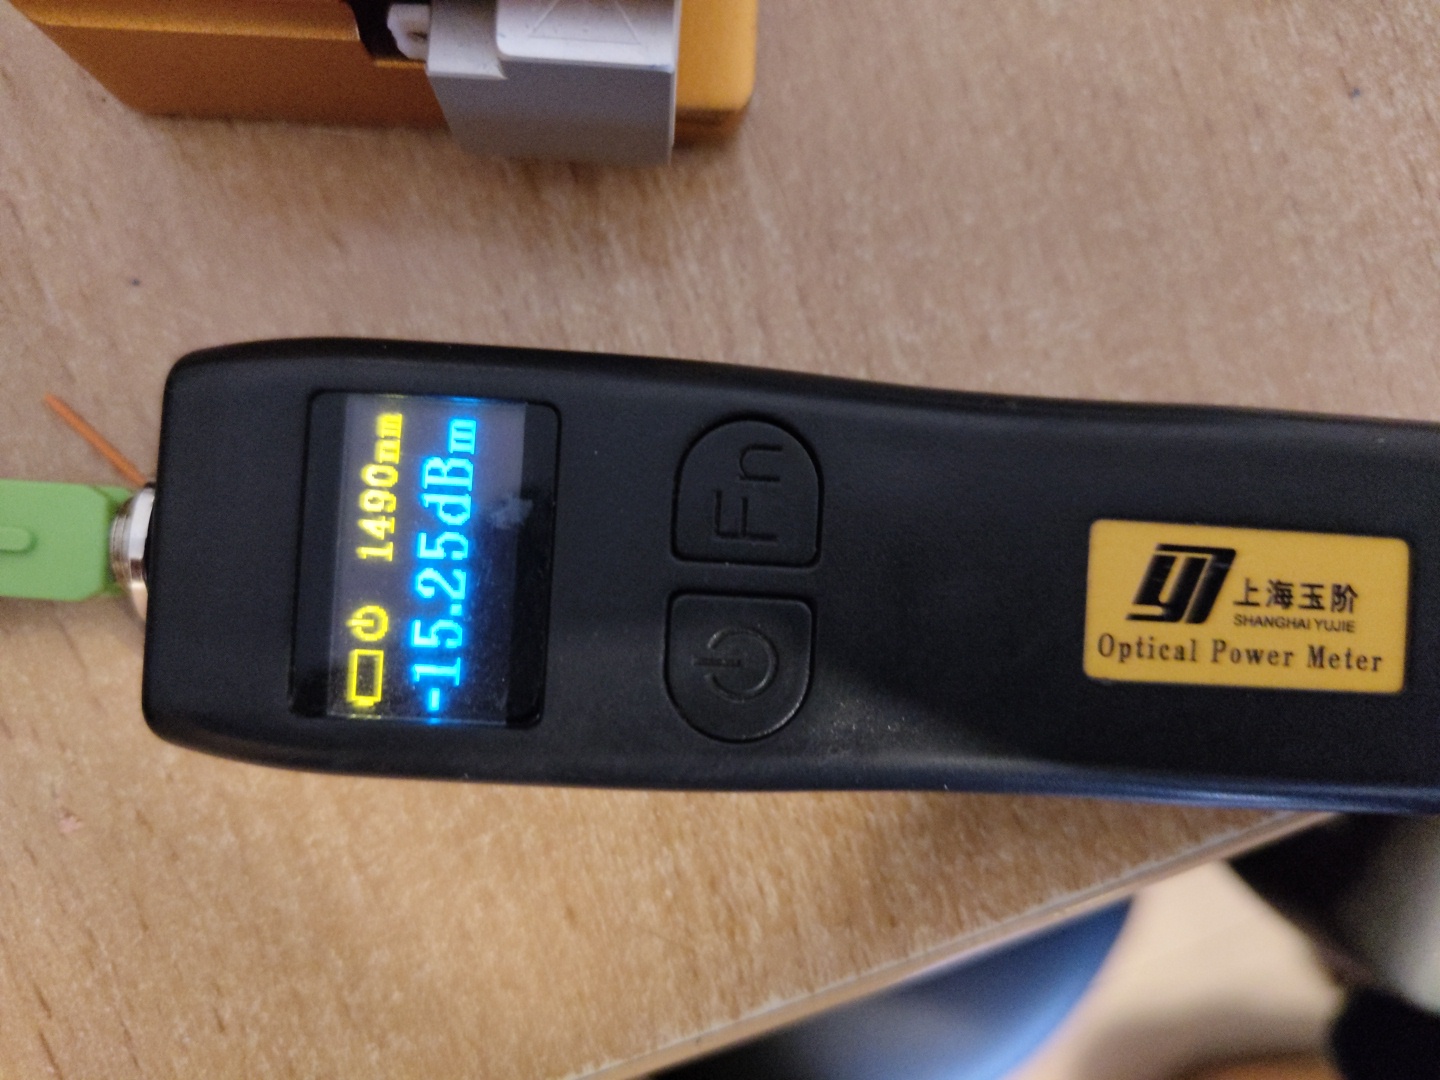 1490nm
-15.25dBm
Fn
上海玉阶
SHANGHAI YUJIE
Optical Power Meter